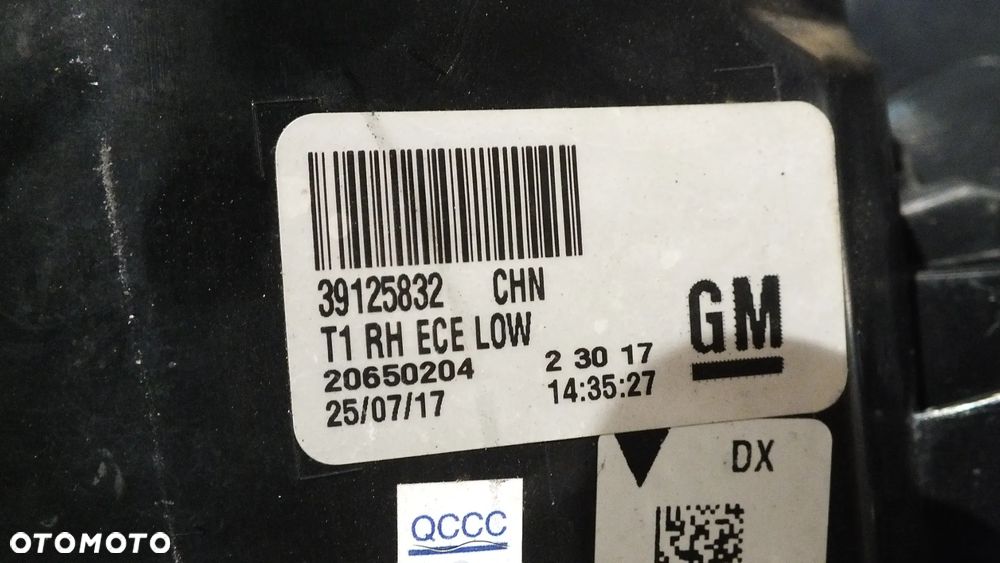 39125832 CHN
T1 RH ECE LOW
20650204 2 30 17
25/07/17 14:35:27
GM
DX
QCCC
OTOMOTO